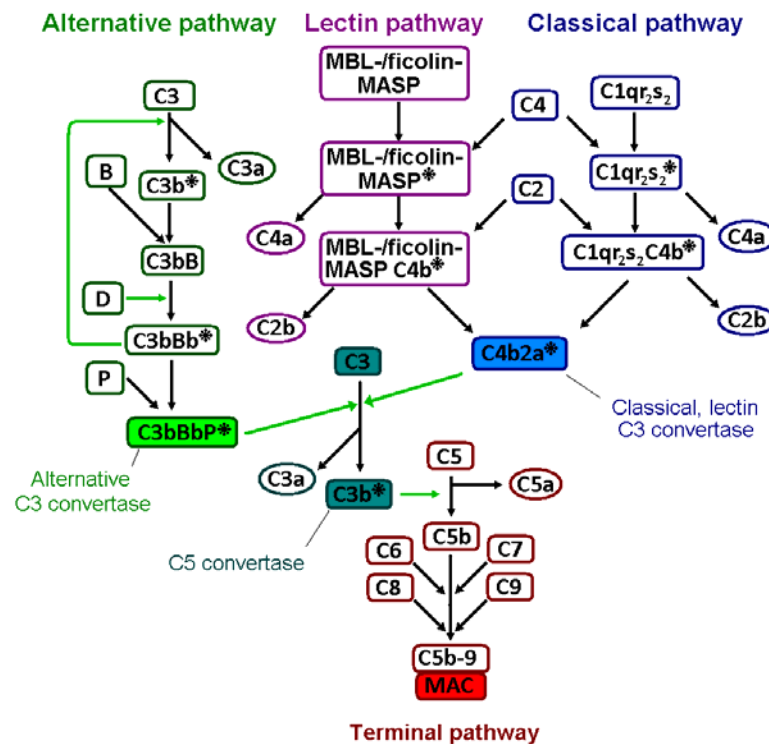 Alternative pathway
Lectin pathway
Classical pathway
C3
MBL-/ficolin-
MASP
C4
C1qr₂s₂
B
C3b*
C3a
MBL-/ficolin-
MASP*
C2
C1qr₂s₂*
C3bB
C4a
MBL-/ficolin-
MASP C4b*
C1qr₂s₂C4b*
C4a
D
C3bBb*
C2b
C2b
P
C3
C4b2a*
C3bBbP*
Classical, lectin
C3 convertase
Alternative
C3 convertase
C3a
C3b*
C5
C5a
C5 convertase
C5b
C6
C7
C8
C9
C5b-9
MAC
Terminal pathway